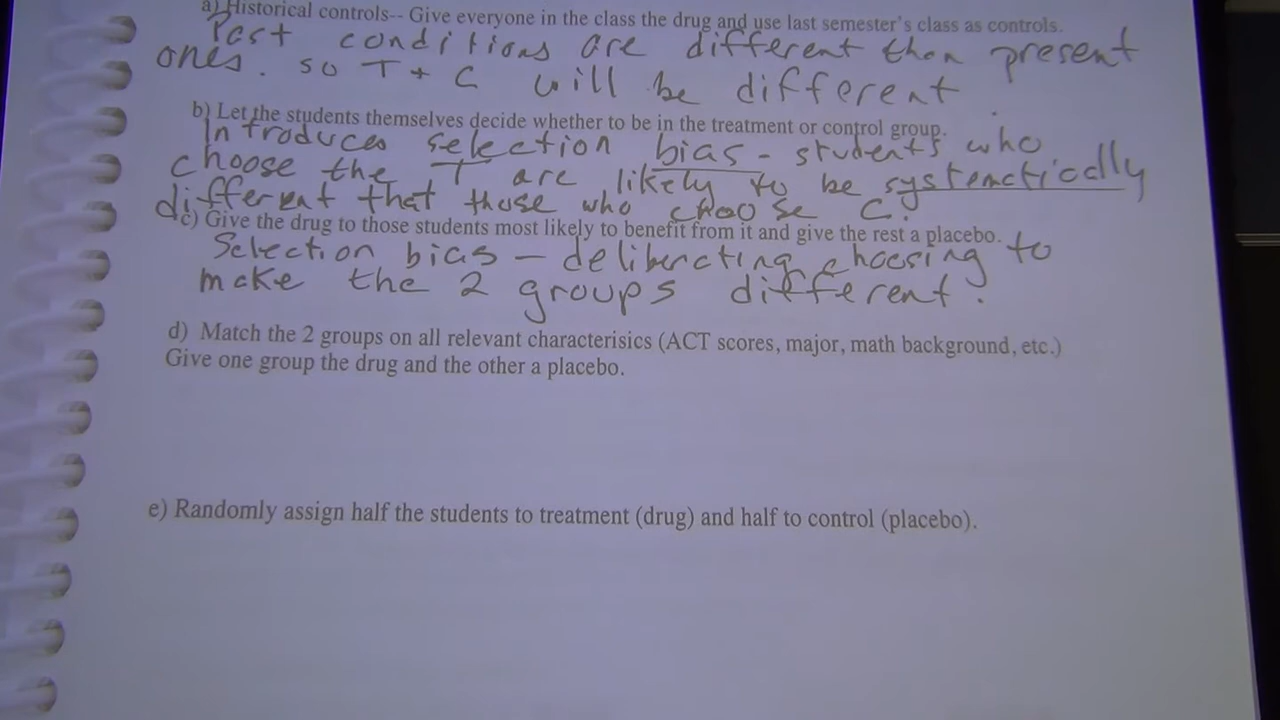 a) Historical controls-- Give everyone in the class the drug and use last semester's class as controls.
Past conditions are different than present
ones. so T + C will be different
b) Let the students themselves decide whether to be in the treatment or control group.
Introduces selection bias - students who
choose the T are likely to be systematically
different that those who choose C.
c) Give the drug to those students most likely to benefit from it and give the rest a placebo.
Selection bias — deliberating choosing to
make the 2 groups different.
d) Match the 2 groups on all relevant characterisics (ACT scores, major, math background, etc.)
Give one group the drug and the other a placebo.
e) Randomly assign half the students to treatment (drug) and half to control (placebo).